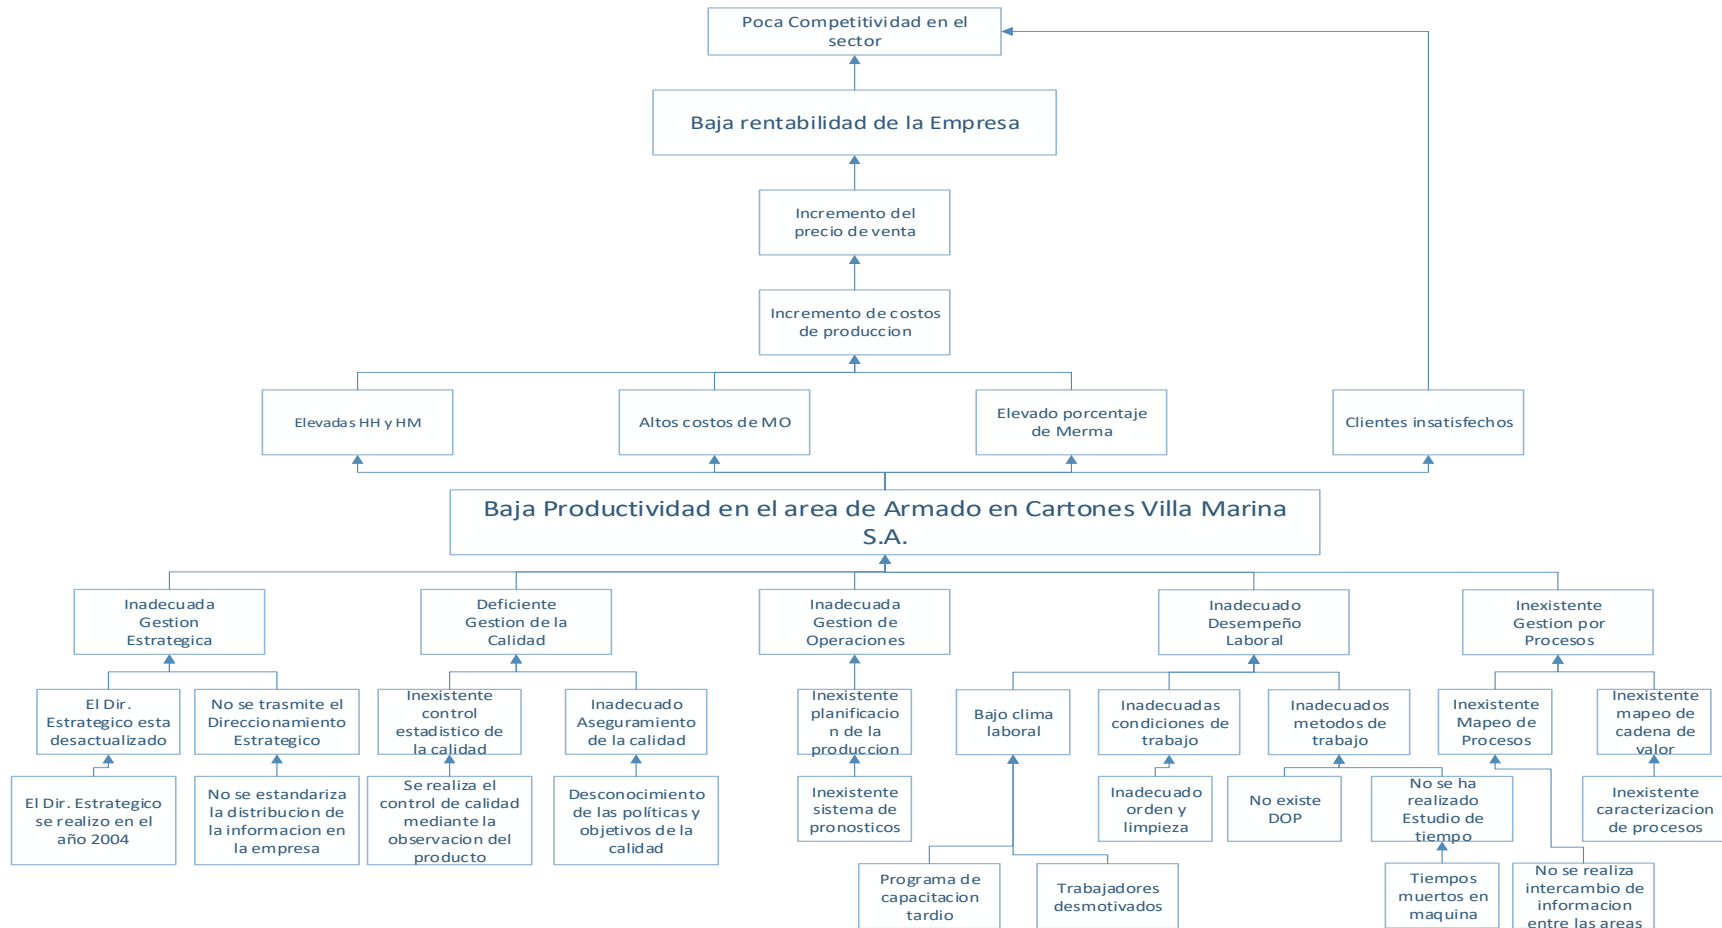 Poca Competitividad en el
sector
Baja rentabilidad de la Empresa
Incremento del
precio de venta
Incremento de costos
de produccion
Elevadas HH y HM
Altos costos de MO
Elevado porcentaje
de Merma
Clientes insatisfechos
Baja Productividad en el area de Armado en Cartones Villa Marina
S.A.
Inadecuada
Gestion
Estrategica
Deficiente
Gestion de la
Calidad
Inadecuada
Gestion de
Operaciones
Inadecuado
Desempeño
Laboral
Inexistente
Gestion por
Procesos
El Dir.
Estrategico esta
desactualizado
No se trasmite el
Direccionamiento
Estrategico
Inexistente
control
estadistico de
la calidad
Inadecuado
Aseguramiento
de la calidad
Inexistente
planificacio
n de la
produccion
Bajo clima
laboral
Inadecuadas
condiciones de
trabajo
Inadecuados
metodos de
trabajo
Inexistente
Mapeo de
Procesos
Inexistente
mapeo de
cadena de
valor
El Dir. Estrategico
se realizo en el
año 2004
No se estandariza
la distribucion de
la informacion en
la empresa
Se realiza el
control de calidad
mediante la
observacion del
producto
Desconocimiento
de las políticas y
objetivos de la
calidad
Inexistente
sistema de
pronosticos
Inadecuado
orden y
limpieza
No existe
DOP
No se ha
realizado
Estudio de
tiempo
Inexistente
caracterizacion
de procesos
Programa de
capacitacion
tardio
Trabajadores
desmotivados
Tiempos
muertos en
maquina
No se realiza
intercambio de
informacion
entre las areas